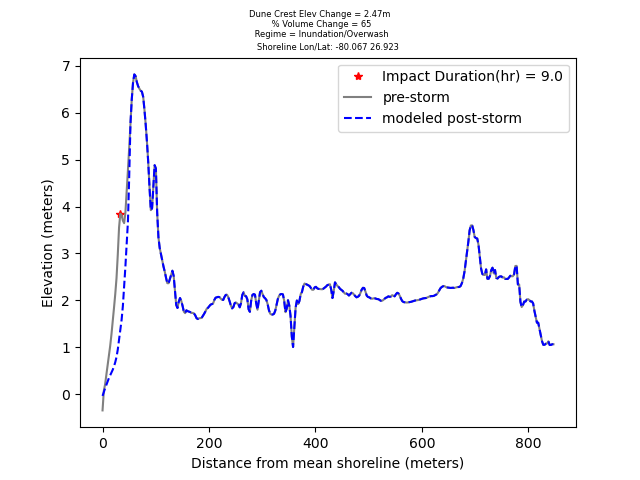 Dune Crest Elev Change = 2.47m
% Volume Change = 65
Regime = Inundation/Overwash
Shoreline Lon/Lat: -80.067 26.923
Impact Duration(hr) = 9.0
pre-storm
modeled post-storm
7
6
5
4
3
2
1
0
Elevation (meters)
0 200 400 600 800
Distance from mean shoreline (meters)